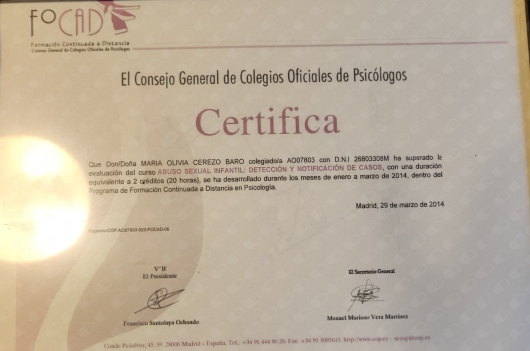 FOCAD
Formación Continuada a Distancia
Consejo General de Colegios Oficiales de Psicólogos
El Consejo General de Colegios Oficiales de Psicólogos
Certifica
Que Don/Doña MARIA OLIVIA CEREZO BARO colegiado/a AO07803 con D.N.I 26803308M ha superado la
evaluación del curso ABUSO SEXUAL INFANTIL: DETECCIÓN Y NOTIFICACIÓN DE CASOS, con una duración
equivalente a 2 créditos (20 horas), se ha desarrollado durante los meses de enero a marzo de 2014, dentro del
Programa de Formación Continuada a Distancia en Psicología.
Madrid, 29 de marzo de 2014
VºBº
El Presidente
El Secretario General
Francisco Santolaya Ochando
Manuel Mariano Vera Martínez